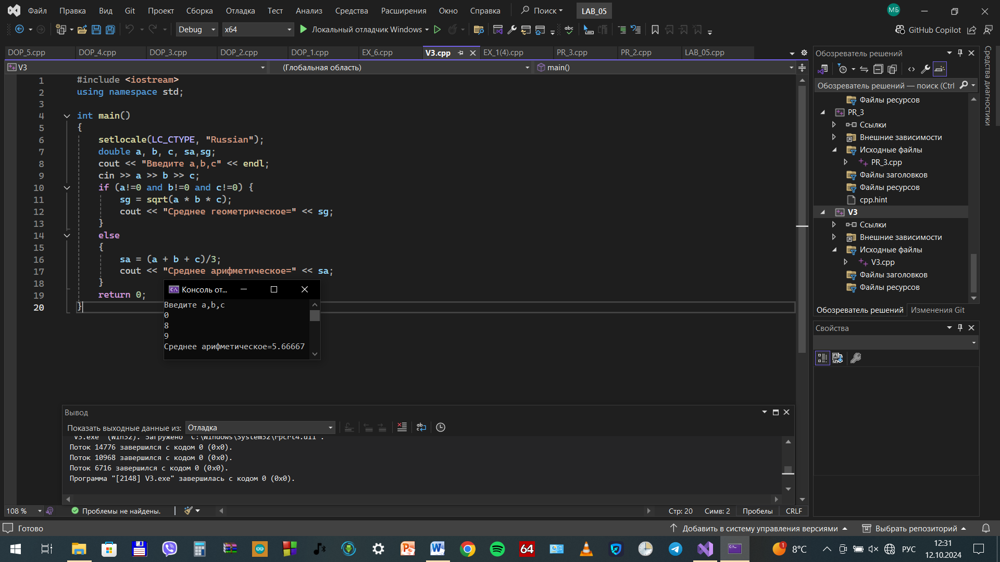 Файл Правка Вид Git Проект Сборка Отладка Тест Анализ Средства Расширения Окно Справка Поиск LAB_05 МБ
Debug x64 Локальный отладчик Windows GitHub Copilot
DOP_5.cpp DOP_4.cpp DOP_3.cpp DOP_2.cpp DOP_1.cpp EX_6.cpp V3.cpp EX_1(4).cpp PR_3.cpp PR_2.cpp LAB_05.cpp
V3 (Глобальная область) main()
1 #include <iostream>
2 using namespace std;
3
4 int main()
5 {
6 setlocale(LC_CTYPE, "Russian");
7 double a, b, c, sa,sg;
8 cout << "Введите a,b,c" << endl;
9 cin >> a >> b >> c;
10 if (a!=0 and b!=0 and c!=0) {
11 sg = sqrt(a * b * c);
12 cout << "Среднее геометрическое=" << sg;
13 }
14 else
15 {
16 sa = (a + b + c)/3;
17 cout << "Среднее арифметическое=" << sa;
18 }
19 return 0;
20 }
Консоль от...
Введите a,b,c
0
8
9
Среднее арифметическое=5.66667
Вывод
Показать выходные данные из: Отладка
"V3.exe" (Win32). Загружено "C:\Windows\System32\rpcrt4.dll".
Поток 14776 завершился с кодом 0 (0x0).
Поток 10968 завершился с кодом 0 (0x0).
Поток 6716 завершился с кодом 0 (0x0).
Программа "[2148] V3.exe" завершилась с кодом 0 (0x0).
108 % Проблемы не найдены. Стр: 20 Симв: 2 Пробелы CRLF
Обозреватель решений
Обозреватель решений — поиск (Ctrl
Файлы ресурсов
PR_3
Ссылки
Внешние зависимости
Исходные файлы
PR_3.cpp
Файлы заголовков
Файлы ресурсов
cpp.hint
V3
Ссылки
Внешние зависимости
Исходные файлы
V3.cpp
Файлы заголовков
Файлы ресурсов
Обозреватель решений Изменения Git
Свойства
Средства диагностики
Готово Добавить в систему управления версиями Выбрать репозиторий
64 1 8°C РУС 12:31
12.10.2024